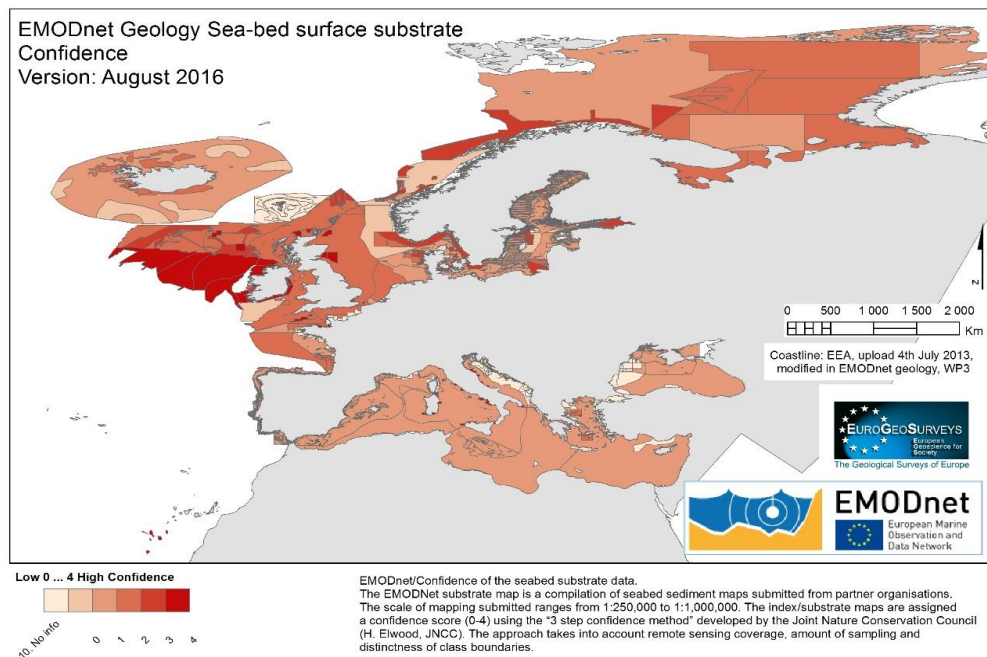 EMODnet Geology Sea-bed surface substrate
Confidence
Version: August 2016
z
0 500 1 000 1 500 2 000
Km
Coastline: EEA, upload 4th July 2013,
modified in EMODnet geology, WP3
EUROGEOSURVEYS
European
Geoscience for
Society
The Geological Surveys of Europe
EMODnet
European Marine
Observation and
Data Network
Low 0 ... 4 High Confidence
10. No info
0 1 2 3 4
EMODnet/Confidence of the seabed substrate data.
The EMODNet substrate map is a compilation of seabed sediment maps submitted from partner organisations.
The scale of mapping submitted ranges from 1:250,000 to 1:1,000,000. The index/substrate maps are assigned
a confidence score (0-4) using the “3 step confidence method” developed by the Joint Nature Conservation Council
(H. Elwood, JNCC). The approach takes into account remote sensing coverage, amount of sampling and
distinctness of class boundaries.